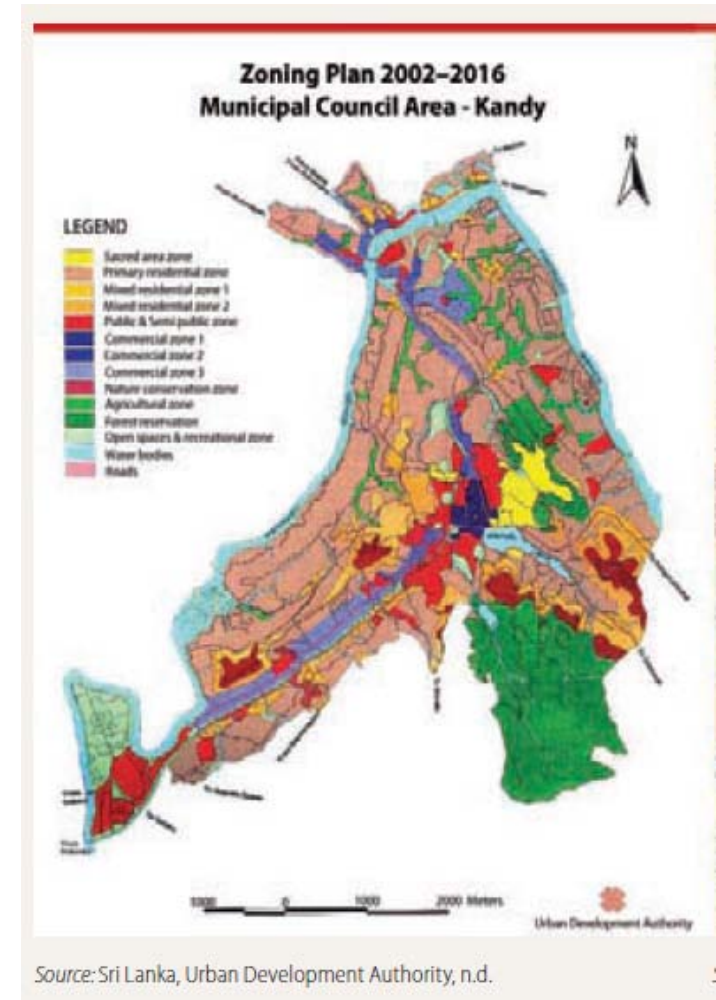 Zoning Plan 2002–2016
Municipal Council Area - Kandy
N
LEGEND
Sacred area zone
Primary residential zone
Mixed residential zone 1
Mixed residential zone 2
Public & Semi public zone
Commercial zone 1
Commercial zone 2
Commercial zone 3
Nature conservation zone
Agricultural zone
Forest reservation
Open spaces & recreational zone
Water bodies
Roads
1000 0 1000 2000 Meters
Urban Development Authority
Source: Sri Lanka, Urban Development Authority, n.d.